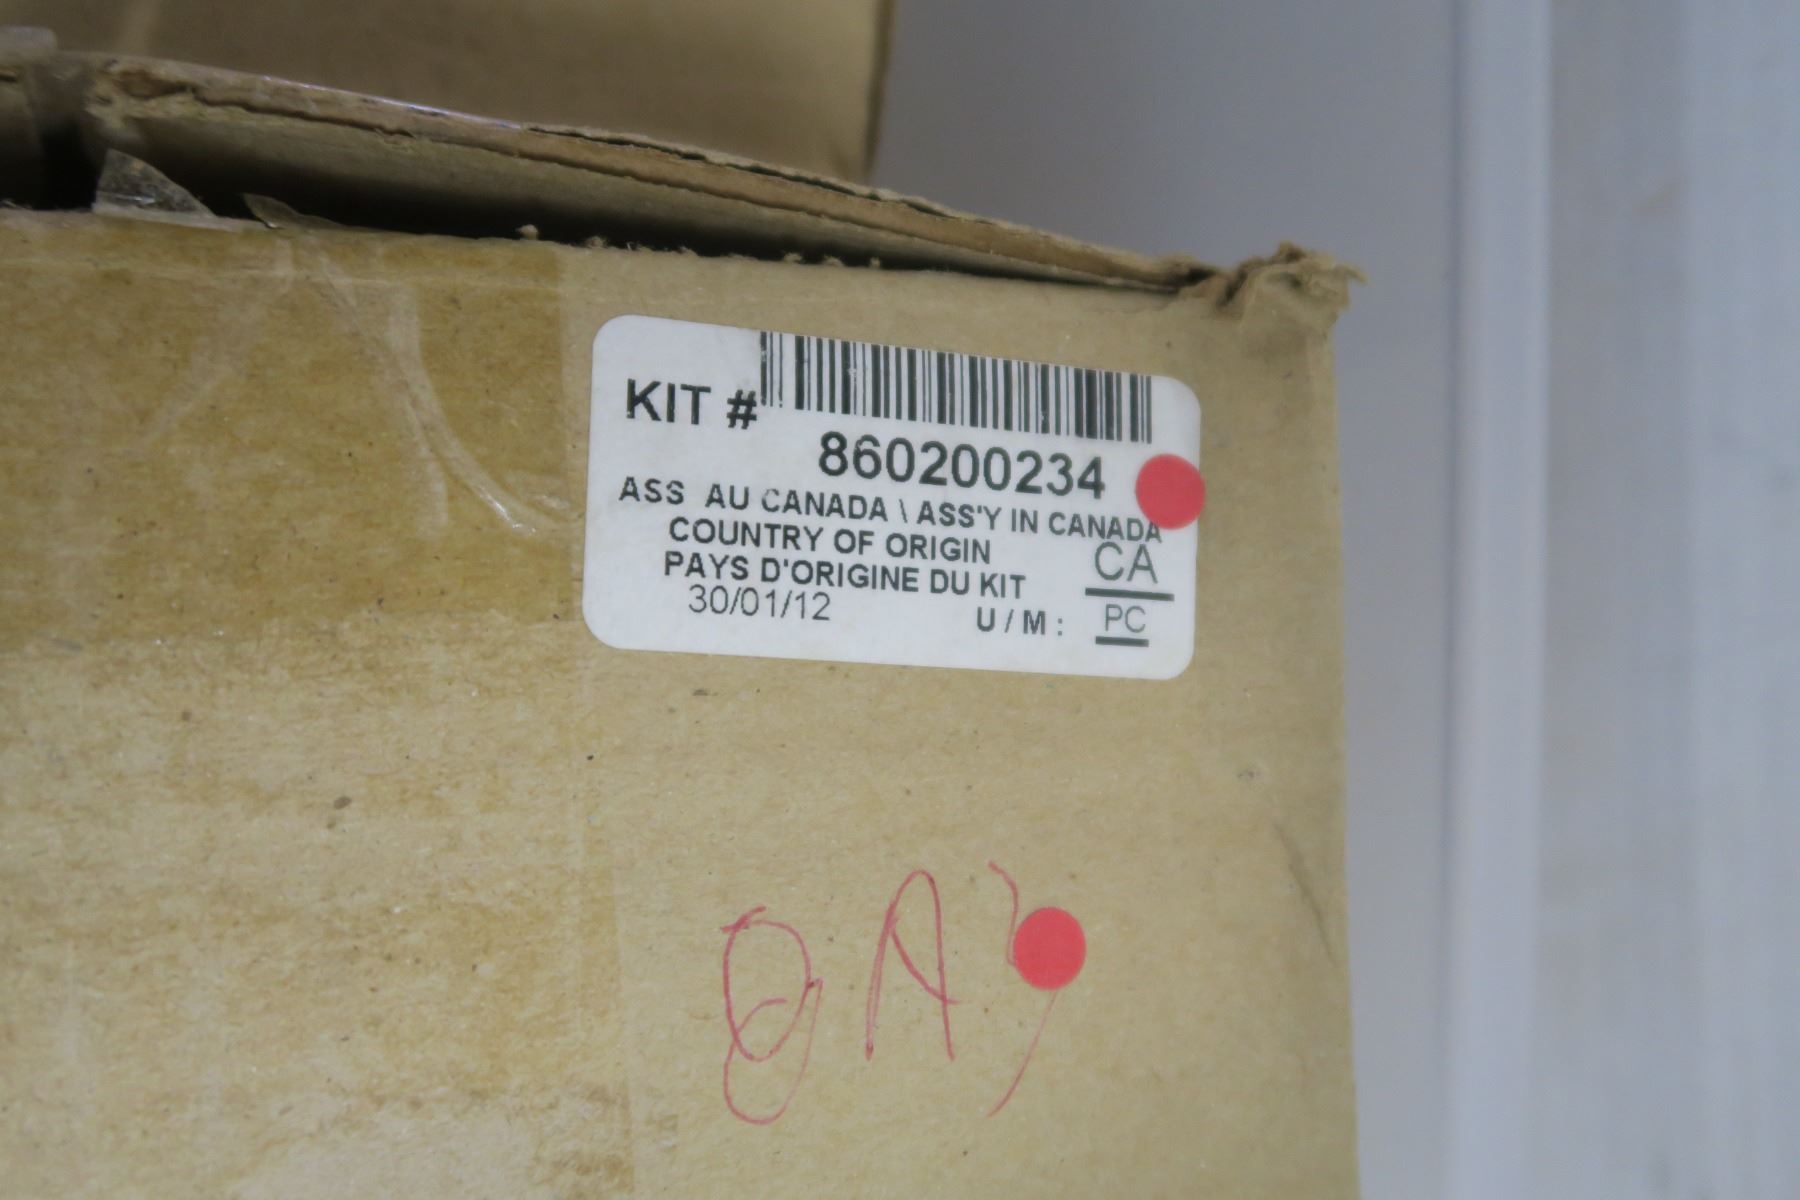 KIT #
860200234
ASS AU CANADA \ ASS'Y IN CANADA
COUNTRY OF ORIGIN CA
PAYS D'ORIGINE DU KIT
30/01/12 U / M : PC